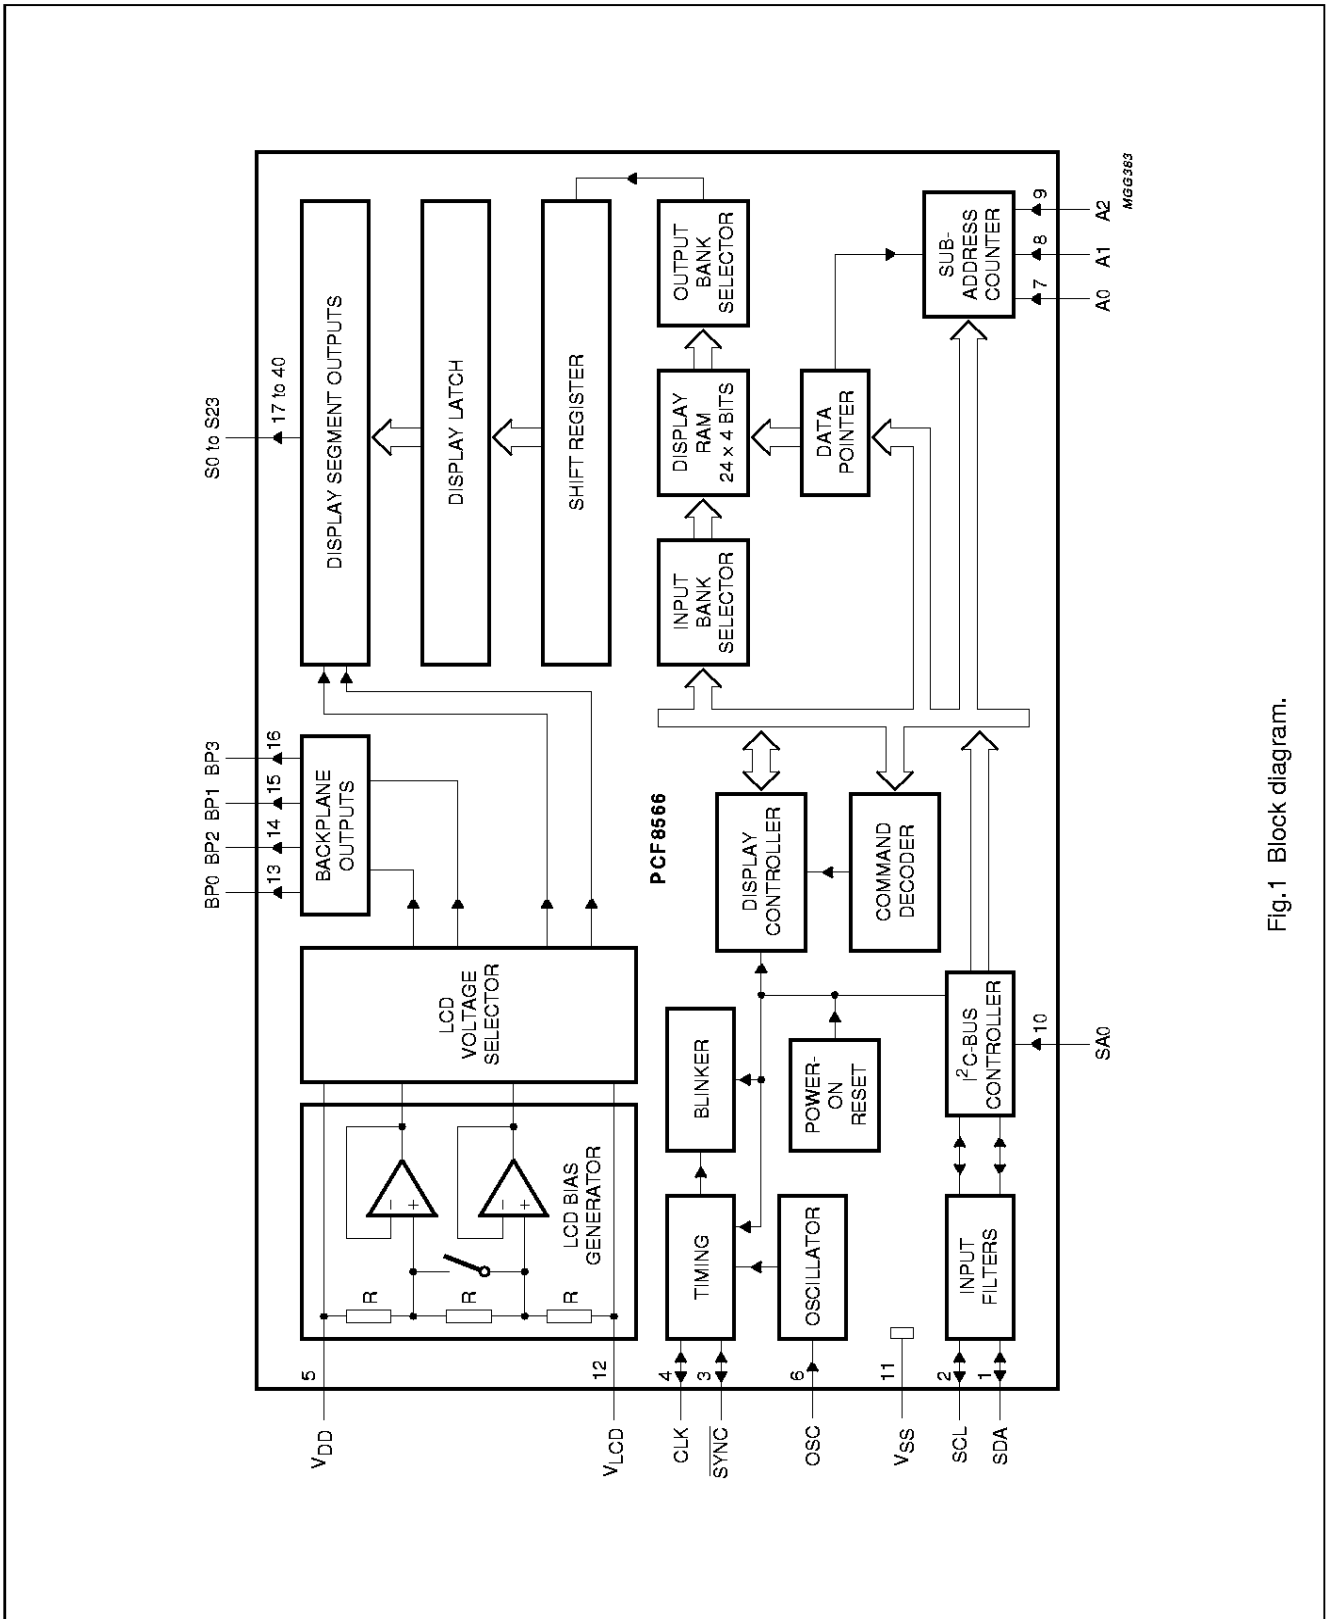 BP0 BP2 BP1 BP3
S0 to S23
13 14 15 16
17 to 40
VDD
5
R
R
R
LCD BIAS
GENERATOR
− +
− +
LCD
VOLTAGE
SELECTOR
BACKPLANE
OUTPUTS
DISPLAY SEGMENT OUTPUTS
DISPLAY LATCH
SHIFT REGISTER
VLCD
12
CLK
4
SYNC
3
TIMING
BLINKER
PCF8566
DISPLAY
CONTROLLER
INPUT
BANK
SELECTOR
DISPLAY
RAM
24 x 4 BITS
OUTPUT
BANK
SELECTOR
OSC
6
OSCILLATOR
POWER-
ON
RESET
COMMAND
DECODER
DATA
POINTER
VSS
11
SCL
2
SDA
1
INPUT
FILTERS
I2C-BUS
CONTROLLER
SUB-
ADDRESS
COUNTER
10
7 8 9
SA0
A0 A1 A2
MGG383
Fig.1 Block diagram.